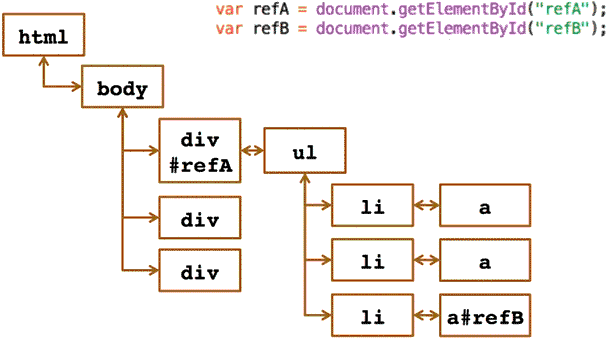 var refA = document.getElementById("refA");
var refB = document.getElementById("refB");
html
body
div
#refA
ul
div
div
li
a
li
a
li
a#refB